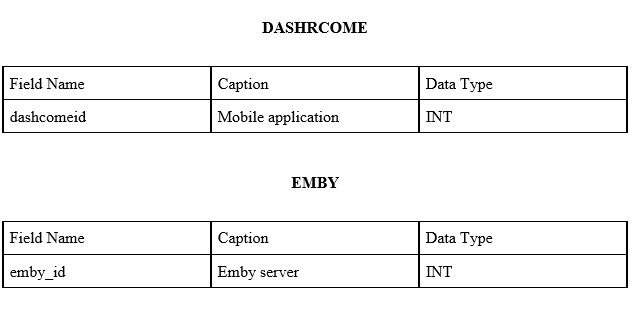 DASHRCOME
Field Name Caption Data Type
dashcomeid Mobile application INT
EMBY
Field Name Caption Data Type
emby_id Emby server INT